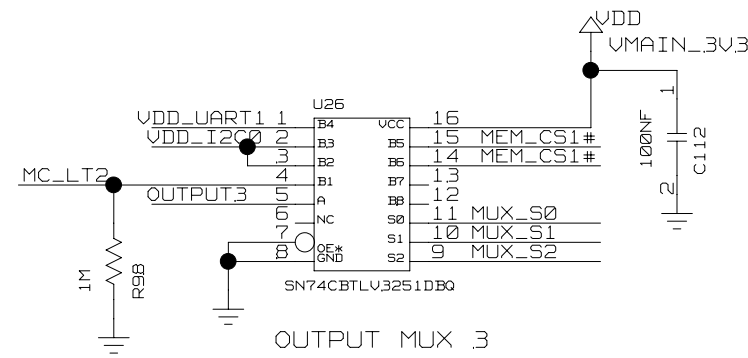 VDD
VMAIN_3V3
U26
VDD_UART1 1 B4 VCC 16
VDD_I2C0 2 B3 B5 15 MEM_CS1#
3 B2 B6 14 MEM_CS1#
MC_LT2 4 B1 B7 13
OUTPUT3 5 A B8 12
6 NC S0 11 MUX_S0
7 OE* S1 10 MUX_S1
8 GND S2 9 MUX_S2
SN74CBTLV3251DBQ
1
100NF
C112
2
1M
R98
OUTPUT MUX 3